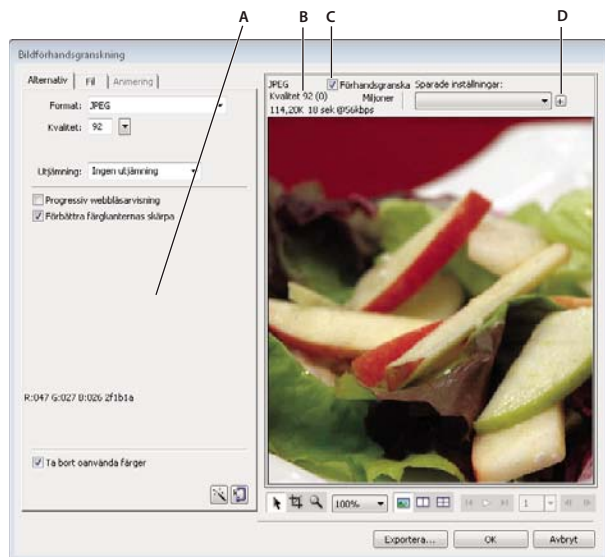 A B C D
Bildförhandsgranskning
Alternativ Fil Animering
Format: JPEG
Kvalitet: 92
Utjämning: Ingen utjämning
Progressiv webbläsarvisning
Förbättra färgkanternas skärpa
R:047 G:027 B:026 2f1b1a
Ta bort oanvända färger
JPEG Förhandsgranska Sparade inställningar:
Kvalitet 92 (0) Miljoner
114,20K 18 sek @56kbps
100% 1
Exportera... OK Avbryt